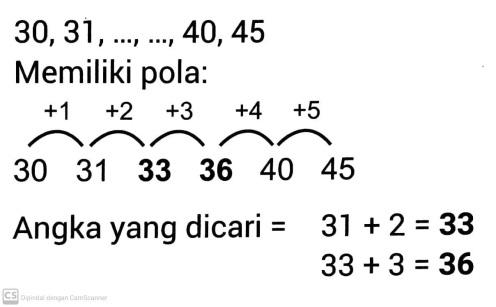 30, 31, ..., ..., 40, 45
Memiliki pola:
+1 +2 +3 +4 +5
30 31 33 36 40 45
Angka yang dicari = 31 + 2 = 33
33 + 3 = 36
CS Dipindai dengan CamScanner